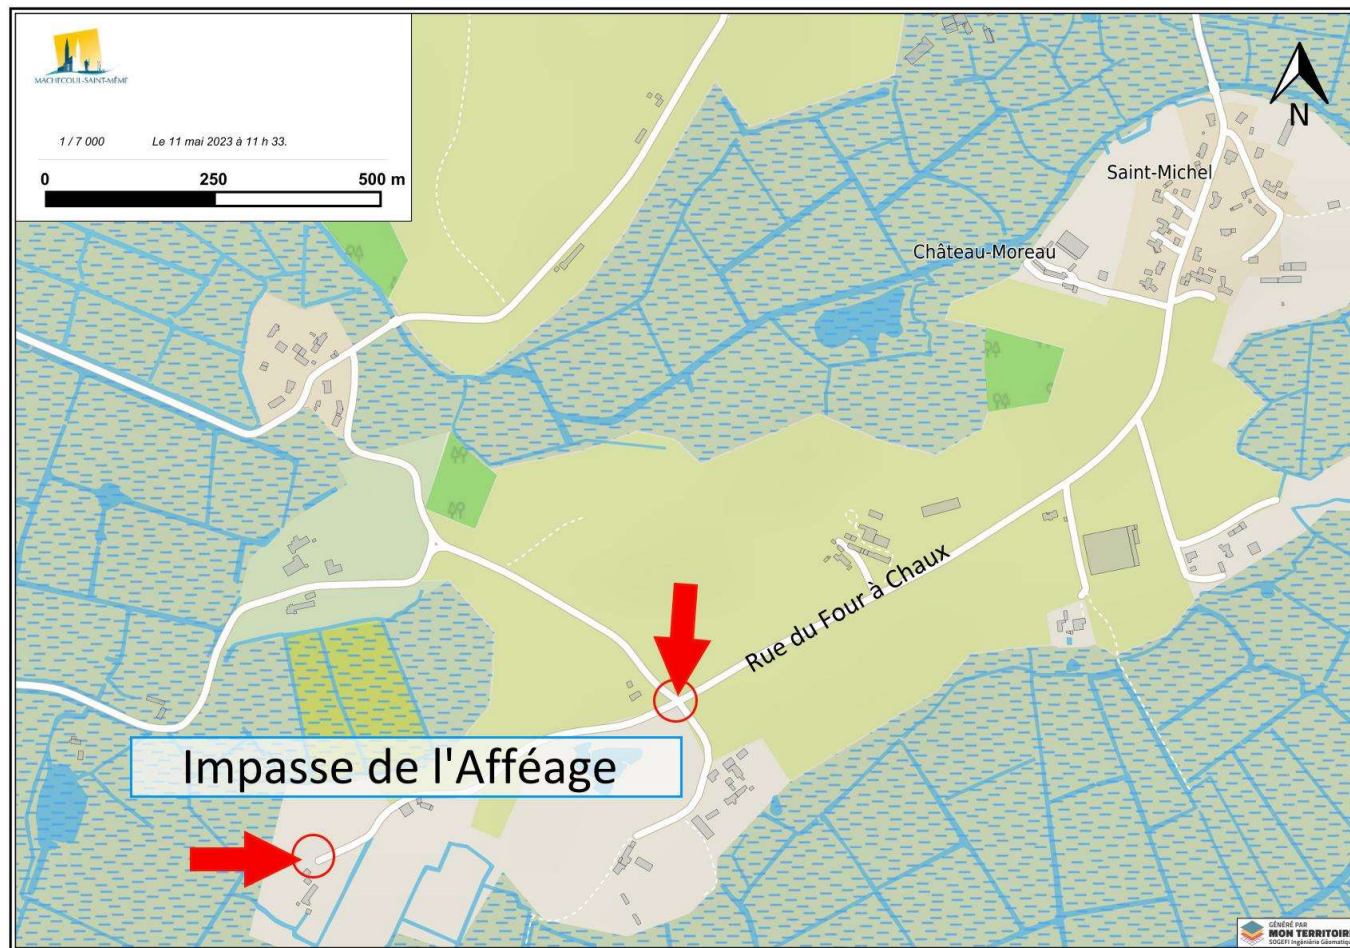 MACHECOUL-SAINT-MÊME
1 / 7 000 Le 11 mai 2023 à 11 h 33.
0 250 500 m
N
Saint-Michel
Château-Moreau
Rue du Four à Chaux
Impasse de l'Afféage
GÉNÉRÉ PAR
MON TERRITOIRE
SOGEFI Ingénierie Géomatique